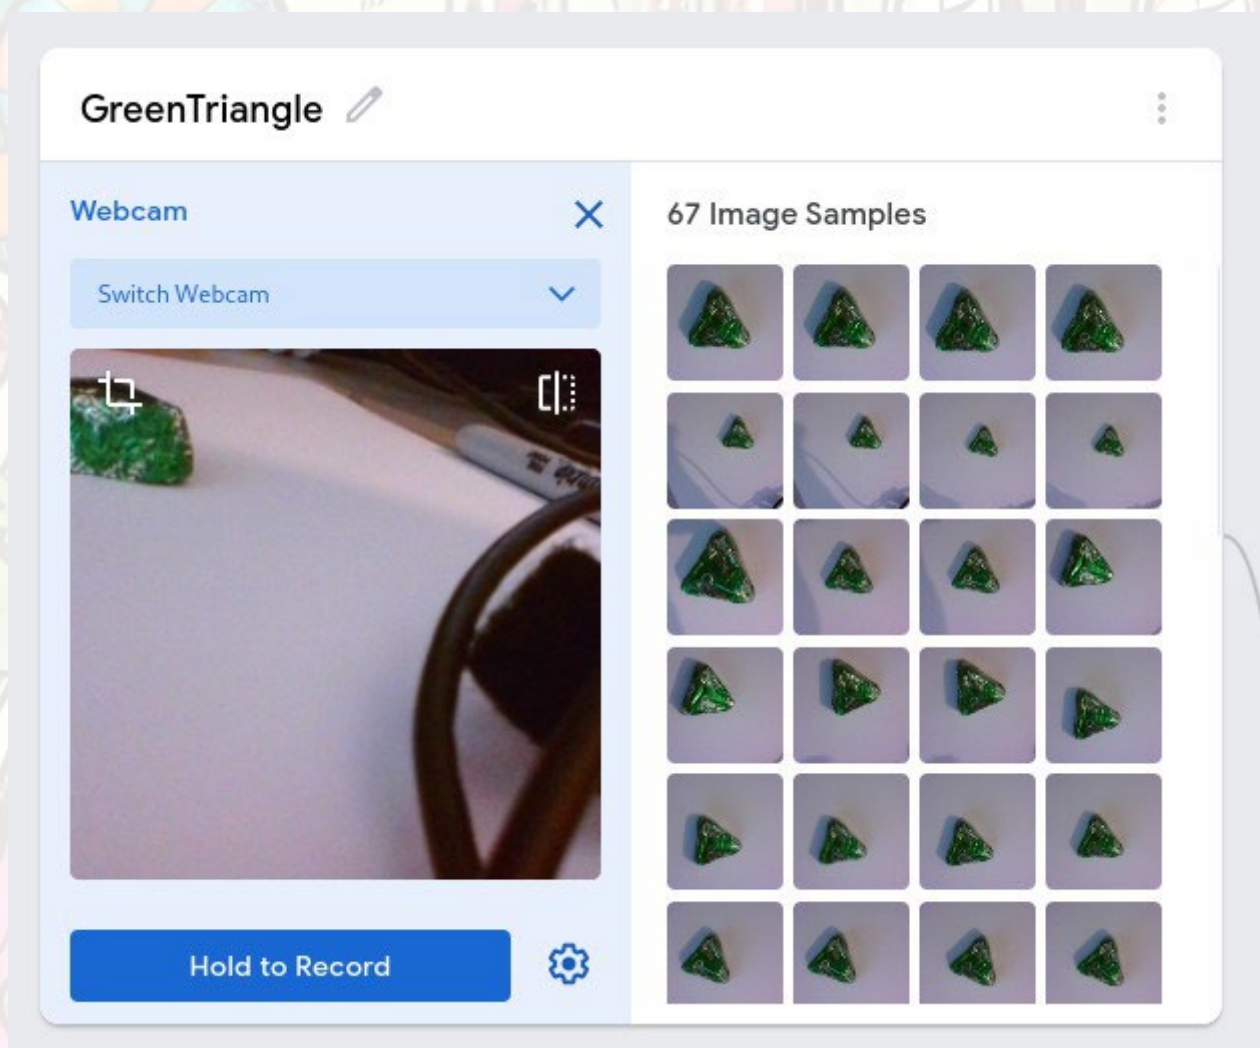 GreenTriangle
Webcam
Switch Webcam
Hold to Record
67 Image Samples